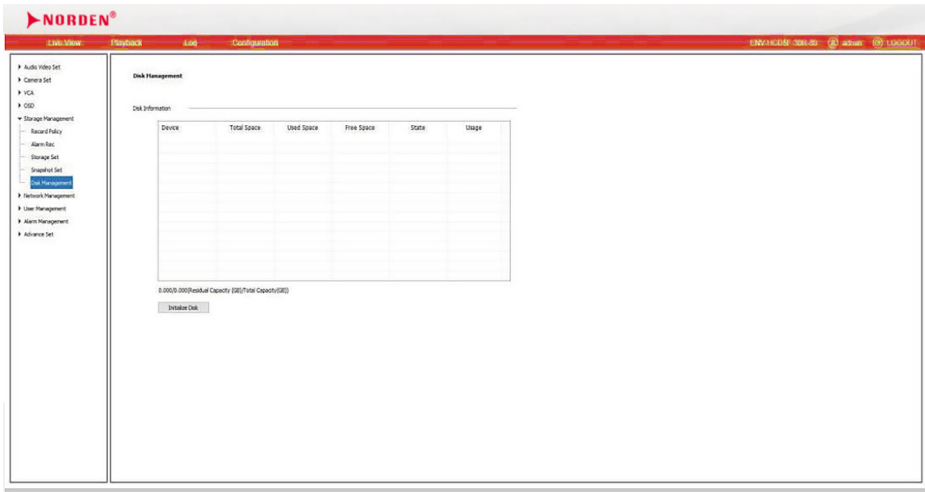 NORDEN®
Live View Playback Log Configuration admin LOGOUT
Audio Video Set
Camera Set
VCA
OSD
Storage Management
Record Policy
Alarm Rec
Storage Set
Snapshot Set
Disk Management
Network Management
User Management
Alarm Management
Advance Set
Disk Management
Disk Information
Device Total Space Used Space Free Space State Usage
0.000/0.000(Residual Capacity (GB)/Total Capacity(GB))
Initialize Disk